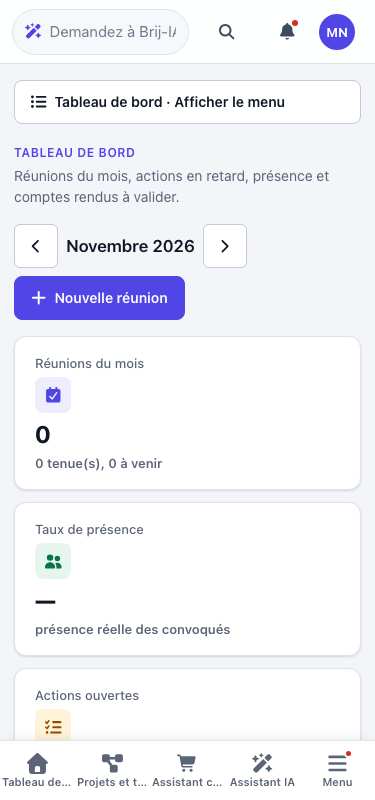 Demandez à Brij-IA
MN
Tableau de bord · Afficher le menu
TABLEAU DE BORD
Réunions du mois, actions en retard, présence et
comptes rendus à valider.
Novembre 2026
Nouvelle réunion
Réunions du mois
0
0 tenue(s), 0 à venir
Taux de présence
—
présence réelle des convoqués
Actions ouvertes
Tableau de...
Projets et t...
Assistant c...
Assistant IA
Menu